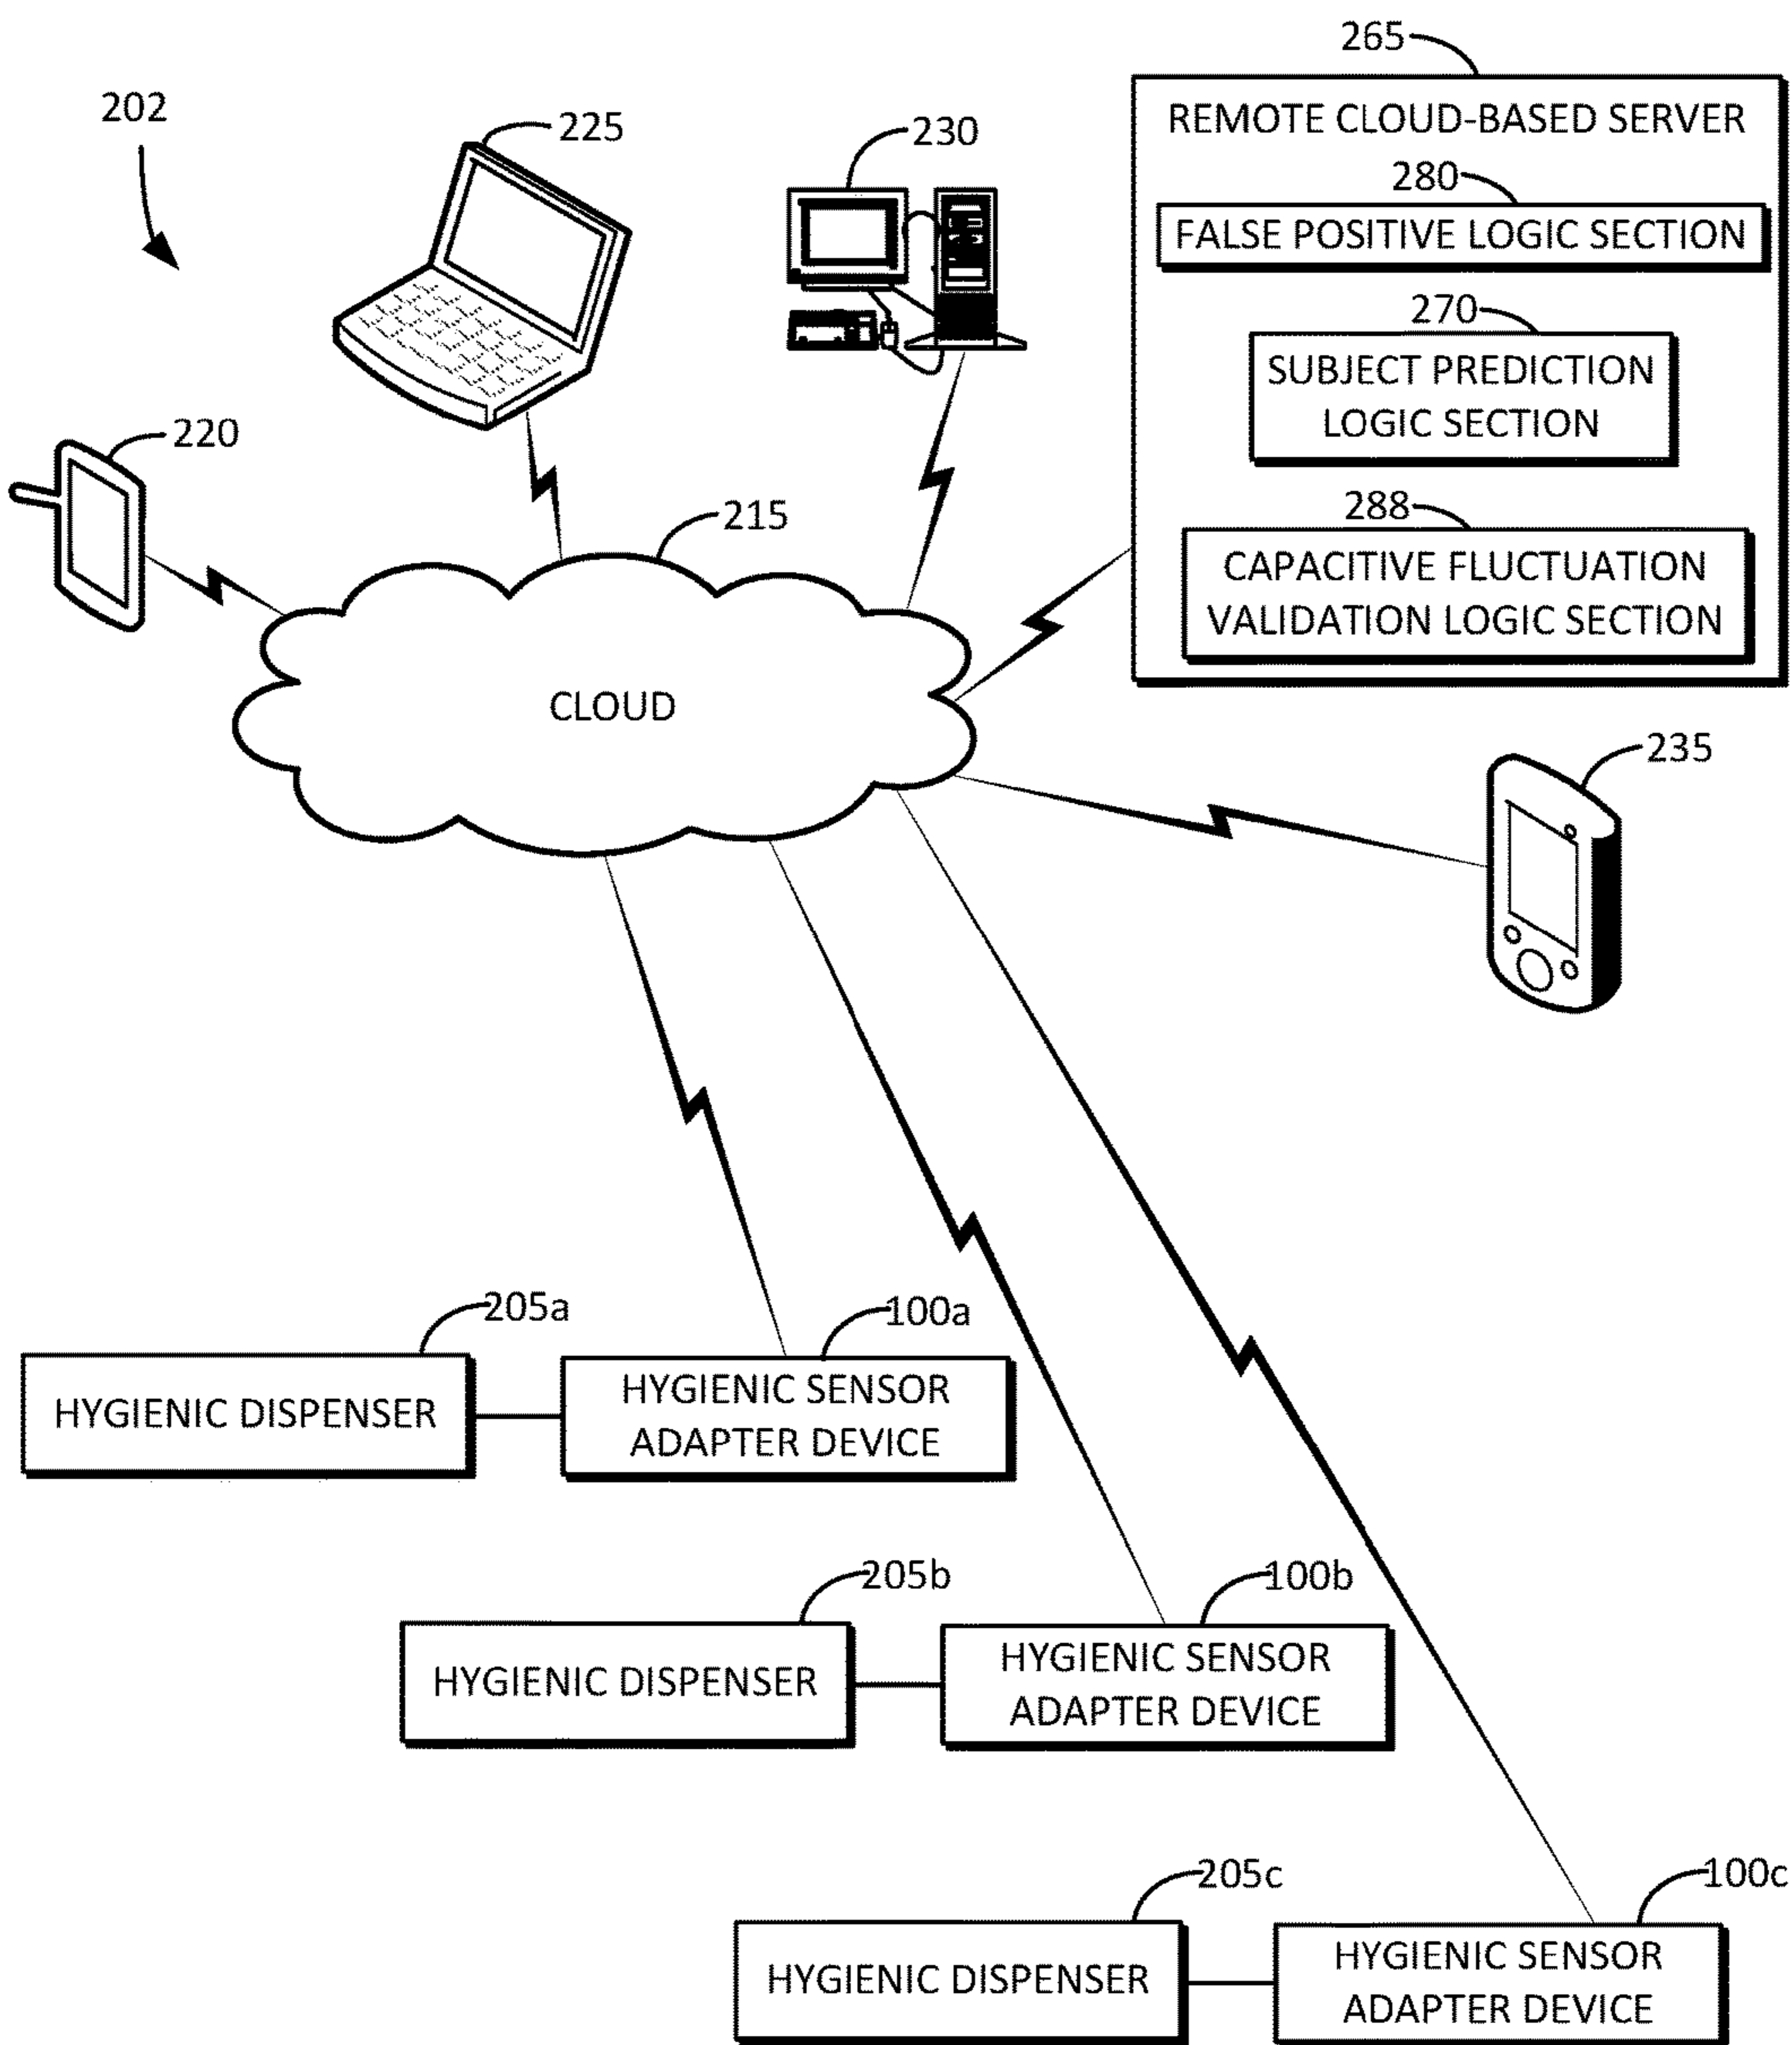 265
202
225
230
REMOTE CLOUD-BASED SERVER
280
FALSE POSITIVE LOGIC SECTION
270
SUBJECT PREDICTION
LOGIC SECTION
220
215
288
CAPACITIVE FLUCTUATION
VALIDATION LOGIC SECTION
CLOUD
235
205a
100a
HYGIENIC DISPENSER
HYGIENIC SENSOR
ADAPTER DEVICE
205b
100b
HYGIENIC DISPENSER
HYGIENIC SENSOR
ADAPTER DEVICE
205c
100c
HYGIENIC DISPENSER
HYGIENIC SENSOR
ADAPTER DEVICE